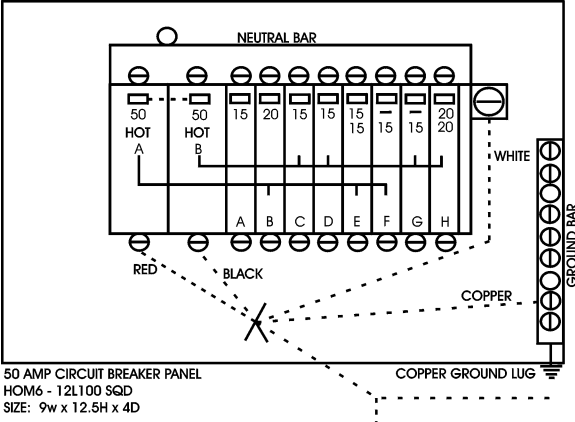 NEUTRAL BAR
50 50 15 20 15 15 15 15 15 20
HOT HOT 15 20
A B
WHITE
A B C D E F G H
GROUND BAR
RED
BLACK
COPPER
50 AMP CIRCUIT BREAKER PANEL
COPPER GROUND LUG
HOM6 - 12L100 SQD
SIZE: 9w x 12.5H x 4D